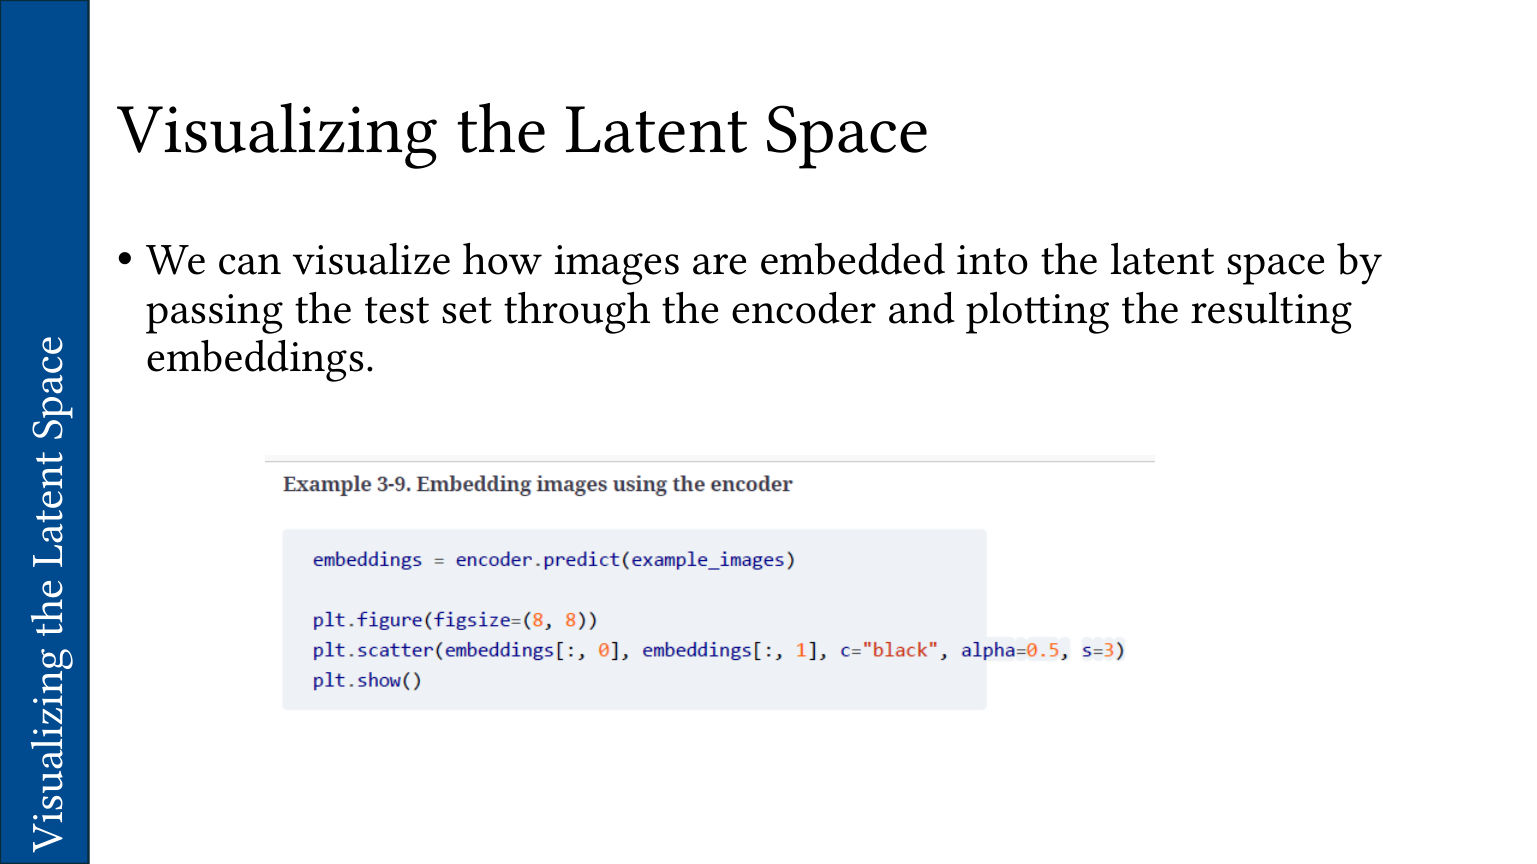 Visualizing the Latent Space
Visualizing the Latent Space
• We can visualize how images are embedded into the latent space by
passing the test set through the encoder and plotting the resulting
embeddings.
Example 3-9. Embedding images using the encoder
embeddings = encoder.predict(example_images)
plt.figure(figsize=(8, 8))
plt.scatter(embeddings[:, 0], embeddings[:, 1], c="black", alpha=0.5, s=3)
plt.show()